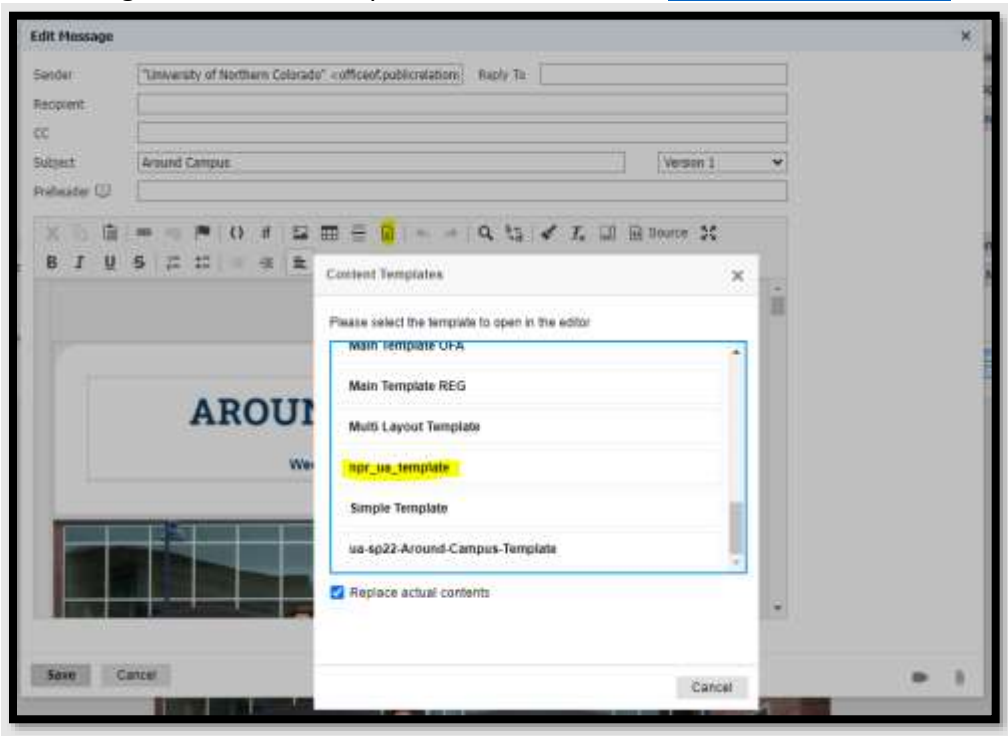 Edit Message
Sender "University of Northern Colorado" <officeof.publicrelations Reply To
Recipient
CC
Subject Around Campus Version 1
Preheader
Source
B I U S
Content Templates
Please select the template to open in the editor
Main Template OFA
Main Template REG
Multi Layout Template
npr_ua_template
Simple Template
ua-sp22-Around-Campus-Template
Replace actual contents
AROUN
We
Save Cancel
Cancel